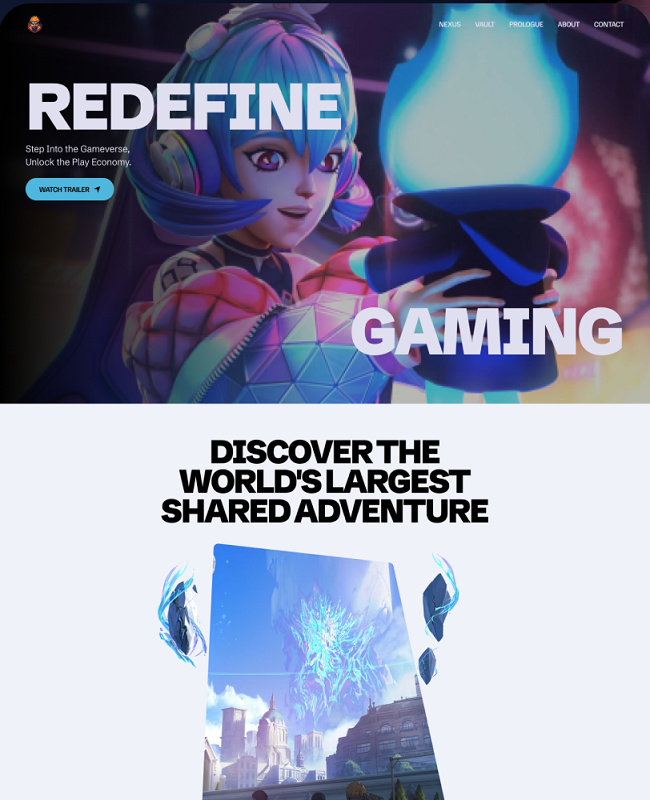 NEXUS VAULT PROLOGUE ABOUT CONTACT
REDEFINE
Step Into the Gameverse,
Unlock the Play Economy.
WATCH TRAILER
GAMING
DISCOVER THE
WORLD'S LARGEST
SHARED ADVENTURE